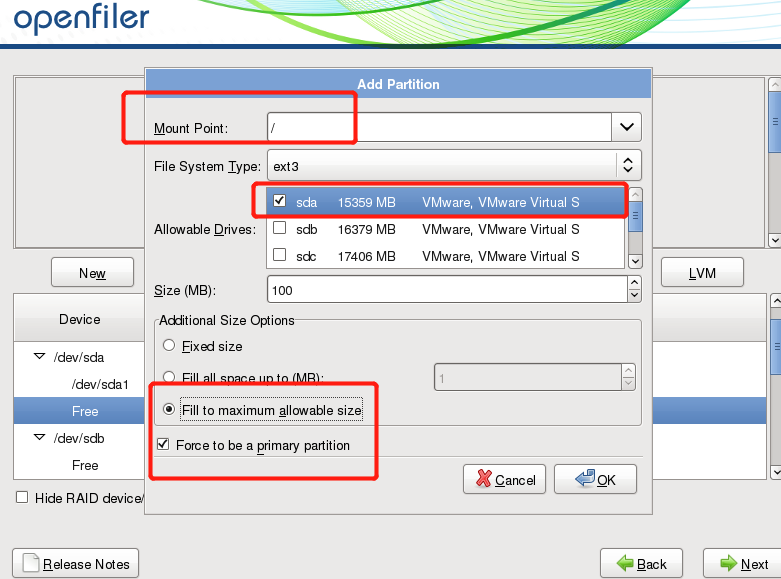 openfiler
Add Partition
Mount Point: /
File System Type: ext3
Allowable Drives:
sda 15359 MB VMware, VMware Virtual S
sdb 16379 MB VMware, VMware Virtual S
sdc 17406 MB VMware, VMware Virtual S
New
LVM
Size (MB): 100
Device
Additional Size Options
Fixed size
/dev/sda
Fill all space up to (MB): 1
/dev/sda1
Fill to maximum allowable size
Free
/dev/sdb
Force to be a primary partition
Free
Cancel
OK
Hide RAID device/
Release Notes
Back
Next